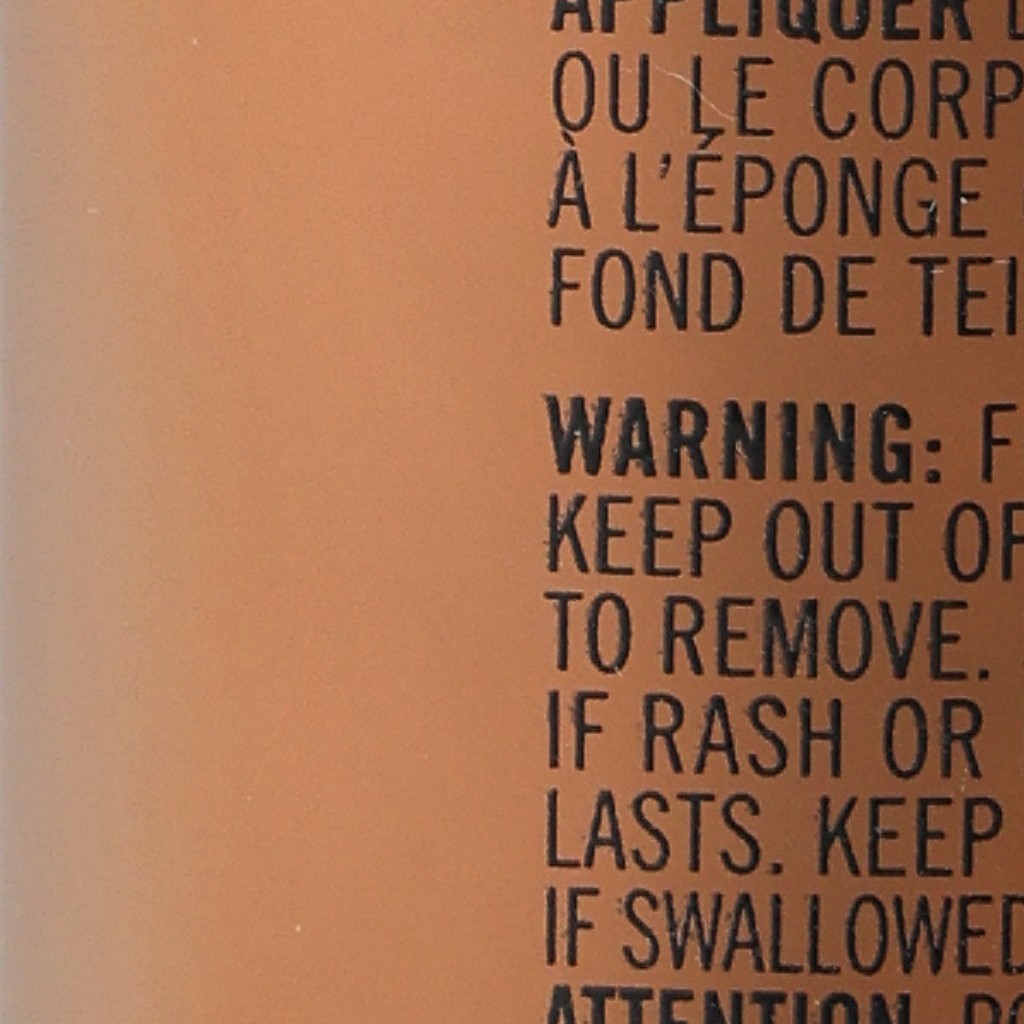 APPLIQUER
OU LE CORP
À L'ÉPONGE
FOND DE TEI
WARNING: F
KEEP OUT OF
TO REMOVE.
IF RASH OR
LASTS. KEEP
IF SWALLOWED
ATTENTION